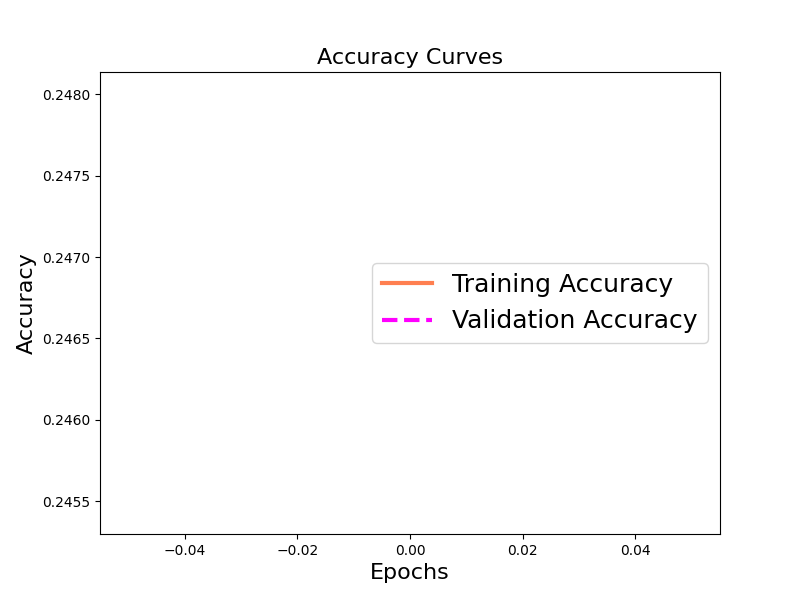 Accuracy Curves
0.2480
0.2475
0.2470
0.2465
0.2460
0.2455
Accuracy
Training Accuracy
Validation Accuracy
−0.04 −0.02 0.00 0.02 0.04
Epochs